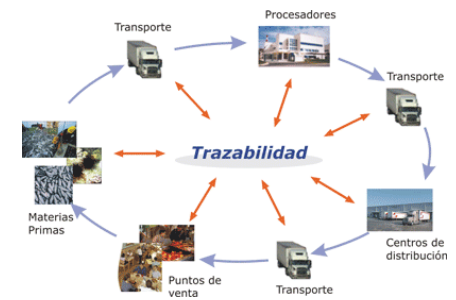 Transporte
Procesadores
Transporte
Trazabilidad
Materias
Primas
Centros de
distribución
Puntos de
venta
Transporte